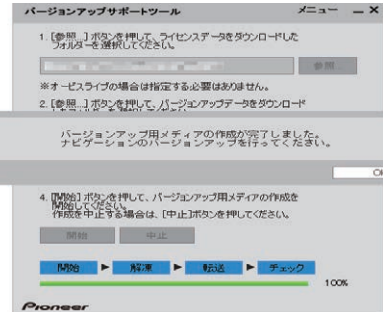 バージョンアップサポートツール
メニュー
1. [参照...] ボタンを押して、ライセンスデータをダウンロードした
フォルダーを選択してください。
参照...
※オービスライブの場合は指定する必要はありません。
2. [参照...] ボタンを押して、バージョンアップデータをダウンロード
バージョンアップ用メディアの作成が完了しました。
ナビゲーションのバージョンアップを行ってください。
OK
4. [開始] ボタンを押して、バージョンアップ用メディアの作成を
開始してください。
作成を中止する場合は、[中止]ボタンを押してください。
開始 中止
開始 ▶ 解凍 ▶ 転送 ▶ チェック
100%
Pioneer